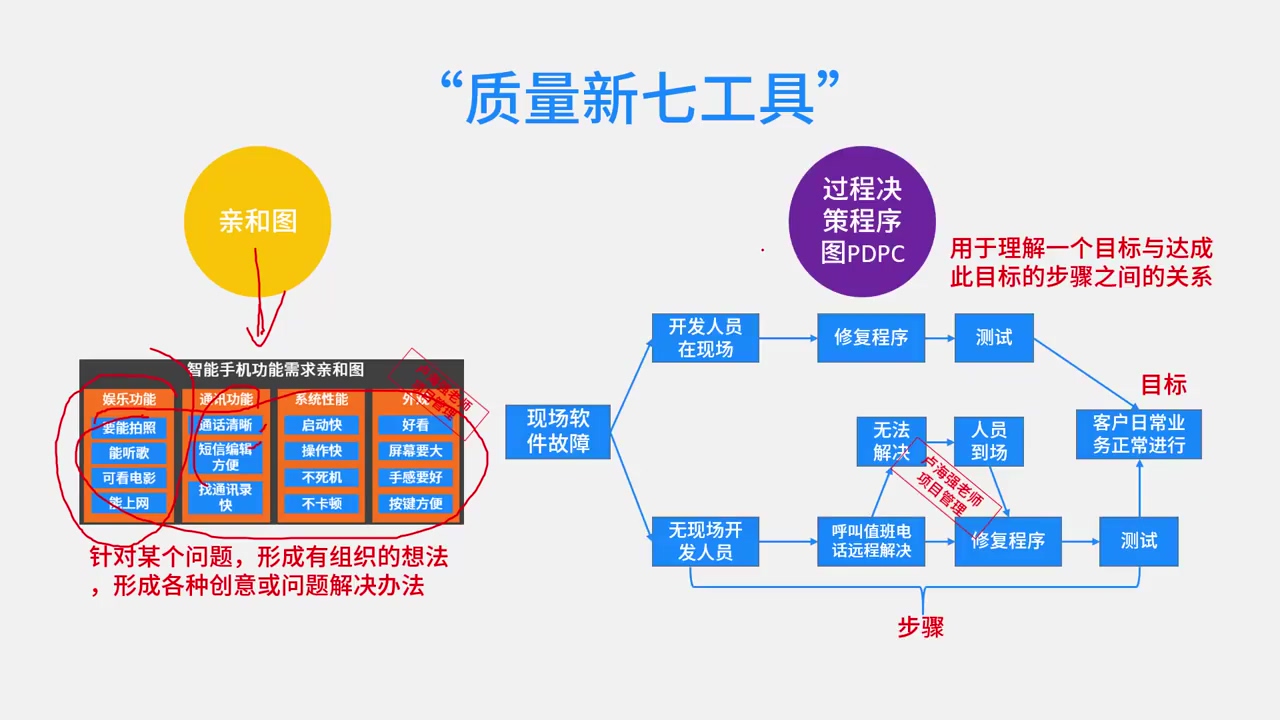 “质量新七工具”
亲和图
智能手机功能需求亲和图
娱乐功能
要能拍照
能听歌
可看电影
能上网
通讯功能
通话清晰
短信编辑
方便
找通讯录
快
系统性能
启动快
操作快
不死机
不卡顿
外观
好看
屏幕要大
手感要好
按键方便
卢海强老师
项目管理
针对某个问题，形成有组织的想法
，形成各种创意或问题解决办法
过程决
策程序
图PDPC
用于理解一个目标与达成
此目标的步骤之间的关系
现场软
件故障
开发人员
在现场
修复程序
测试
目标
客户日常业
务正常进行
无法
解决
人员
到场
卢海强老师
项目管理
无现场开
发人员
呼叫值班电
话远程解决
修复程序
测试
步骤